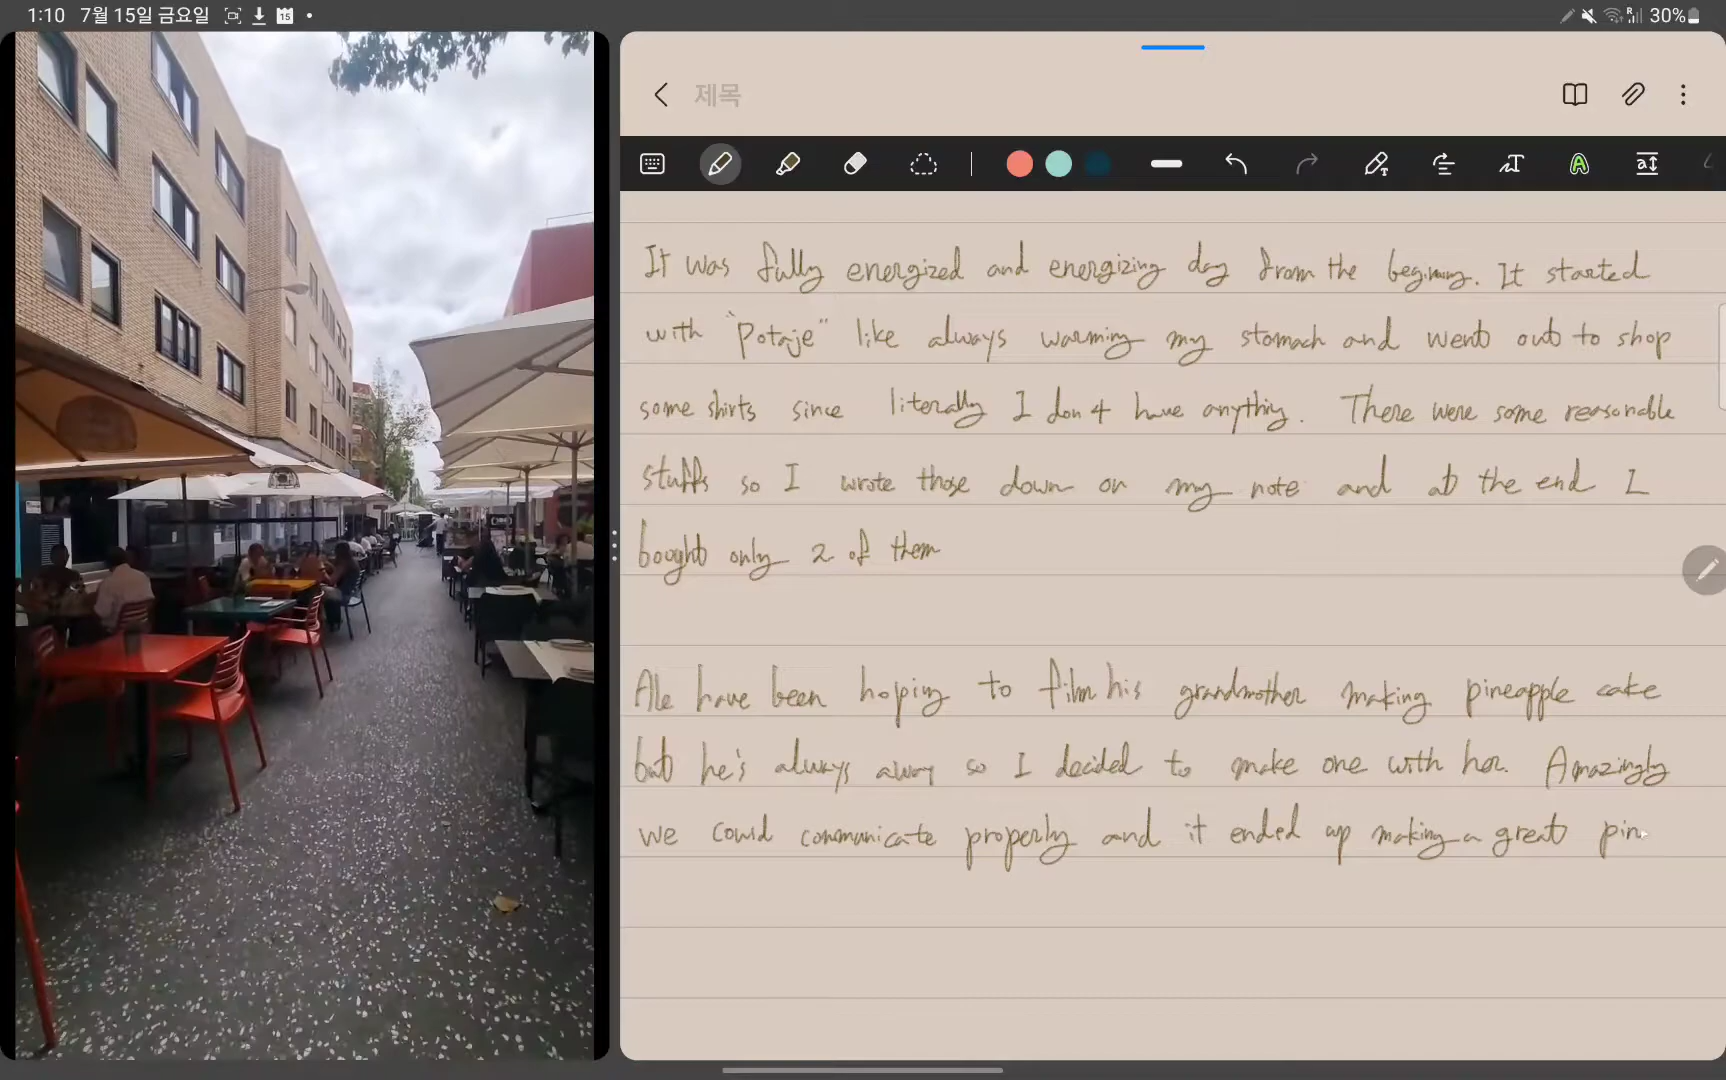 1:10 7월 15일 금요일
15
R
30%
제목
It was fully energized and energizing day from the begining. It started
with "Potaje" like always warming my stomach and went out to shop
some shirts since literally I don't have anything. There were some reasonable
stuffs so I wrote those down on my note and at the end I
bought only 2 of them
Ale have been hoping to film his grandmother making pineapple cake
but he's always away so I decided to make one with her. Amazingly
we could communicate properly and it ended up making a great pin